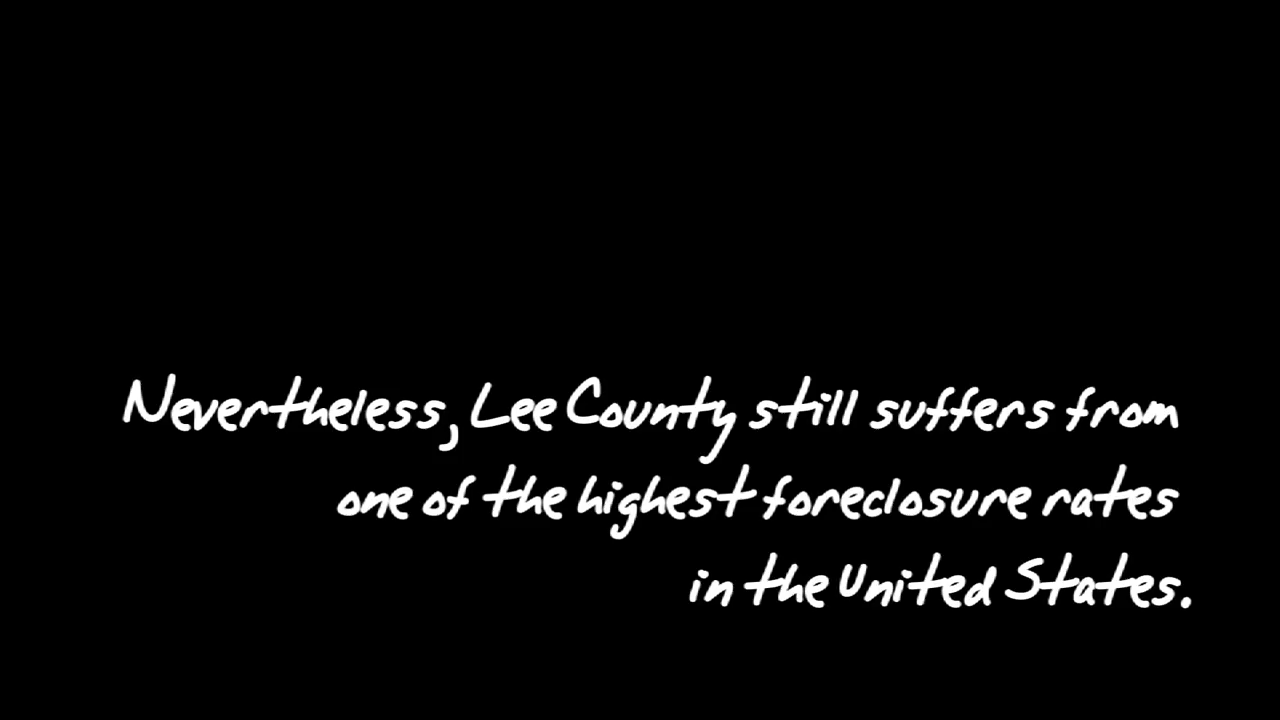 Nevertheless, Lee County still suffers from
one of the highest foreclosure rates
in the United States.